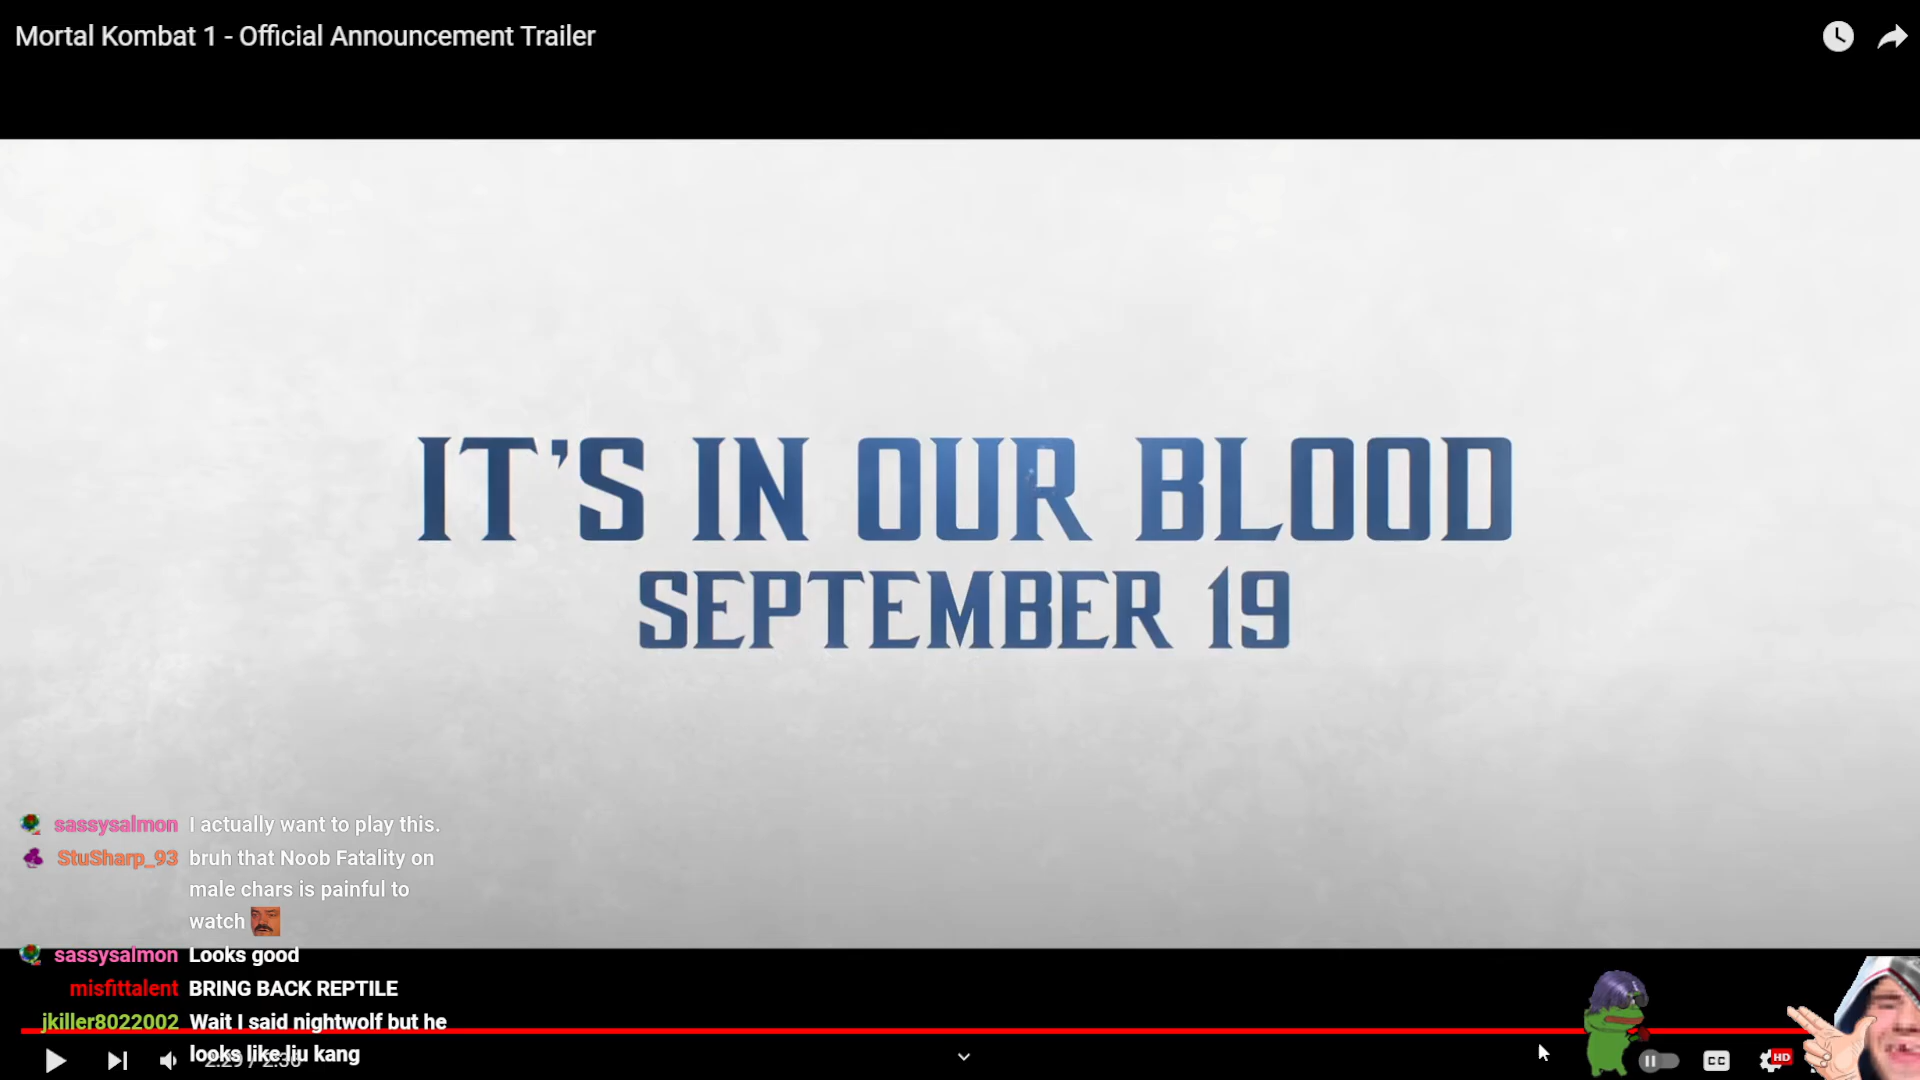 Mortal Kombat 1 - Official Announcement Trailer
IT'S IN OUR BLOOD
SEPTEMBER 19
sassysalmon I actually want to play this.
StuSharp_93 bruh that Noob Fatality on
male chars is painful to
watch
sassysalmon Looks good
misfittalent BRING BACK REPTILE
jkiller8022002 Wait I said nightwolf but he
looks like liu kang
CC
HD